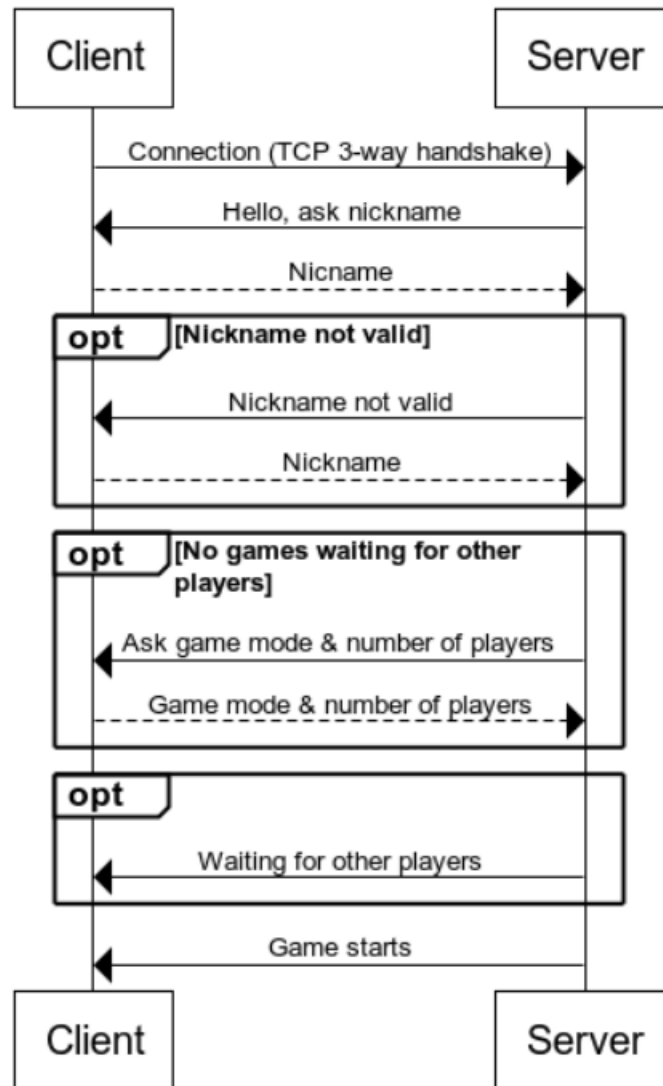 Client Server
Connection (TCP 3-way handshake)
Hello, ask nickname
Nicname
opt [Nickname not valid]
Nickname not valid
Nickname
opt [No games waiting for other
players]
Ask game mode & number of players
Game mode & number of players
opt
Waiting for other players
Game starts
Client Server